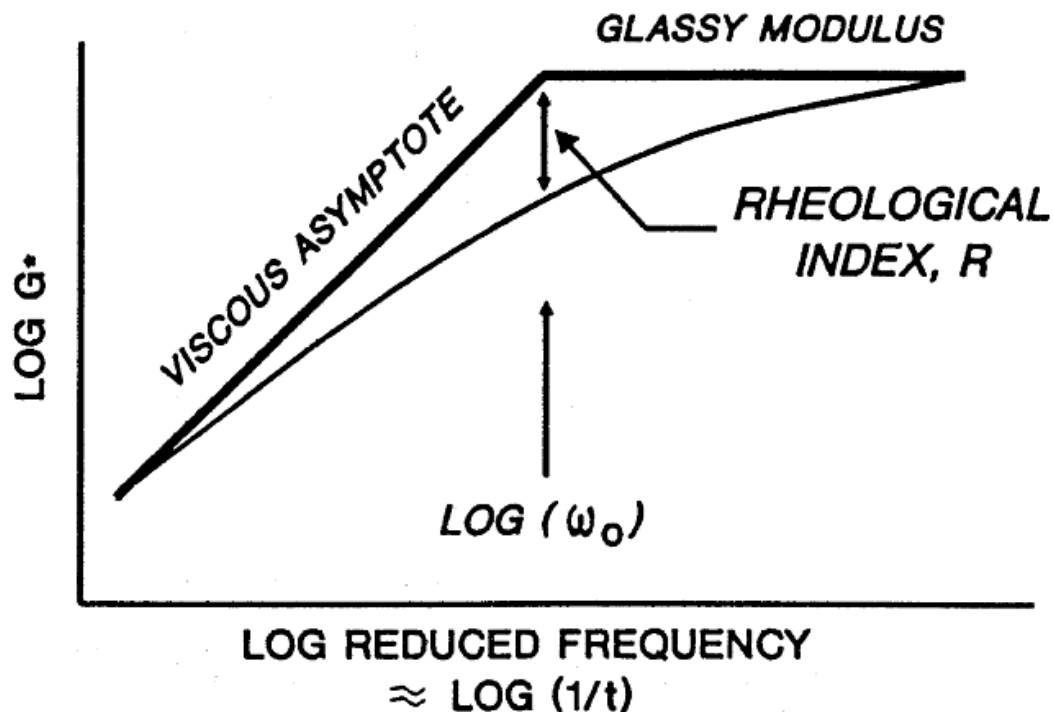 GLASSY MODULUS
VISCOUS ASYMPTOTE
RHEOLOGICAL
INDEX, R
LOG G*
LOG (ω₀)
LOG REDUCED FREQUENCY
≈ LOG (1/t)